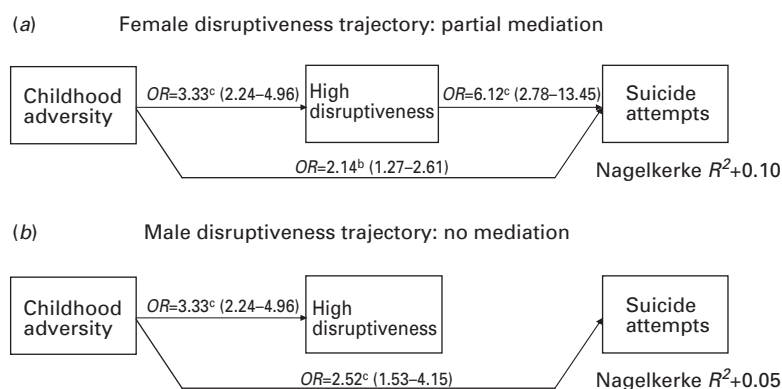 (a) Female disruptiveness trajectory: partial mediation
Childhood adversity
OR=3.33ᶜ (2.24–4.96)
High disruptiveness
OR=6.12ᶜ (2.78–13.45)
Suicide attempts
OR=2.14ᵇ (1.27–2.61)
Nagelkerke R²+0.10
(b) Male disruptiveness trajectory: no mediation
Childhood adversity
OR=3.33ᶜ (2.24–4.96)
High disruptiveness
Suicide attempts
OR=2.52ᶜ (1.53–4.15)
Nagelkerke R²+0.05